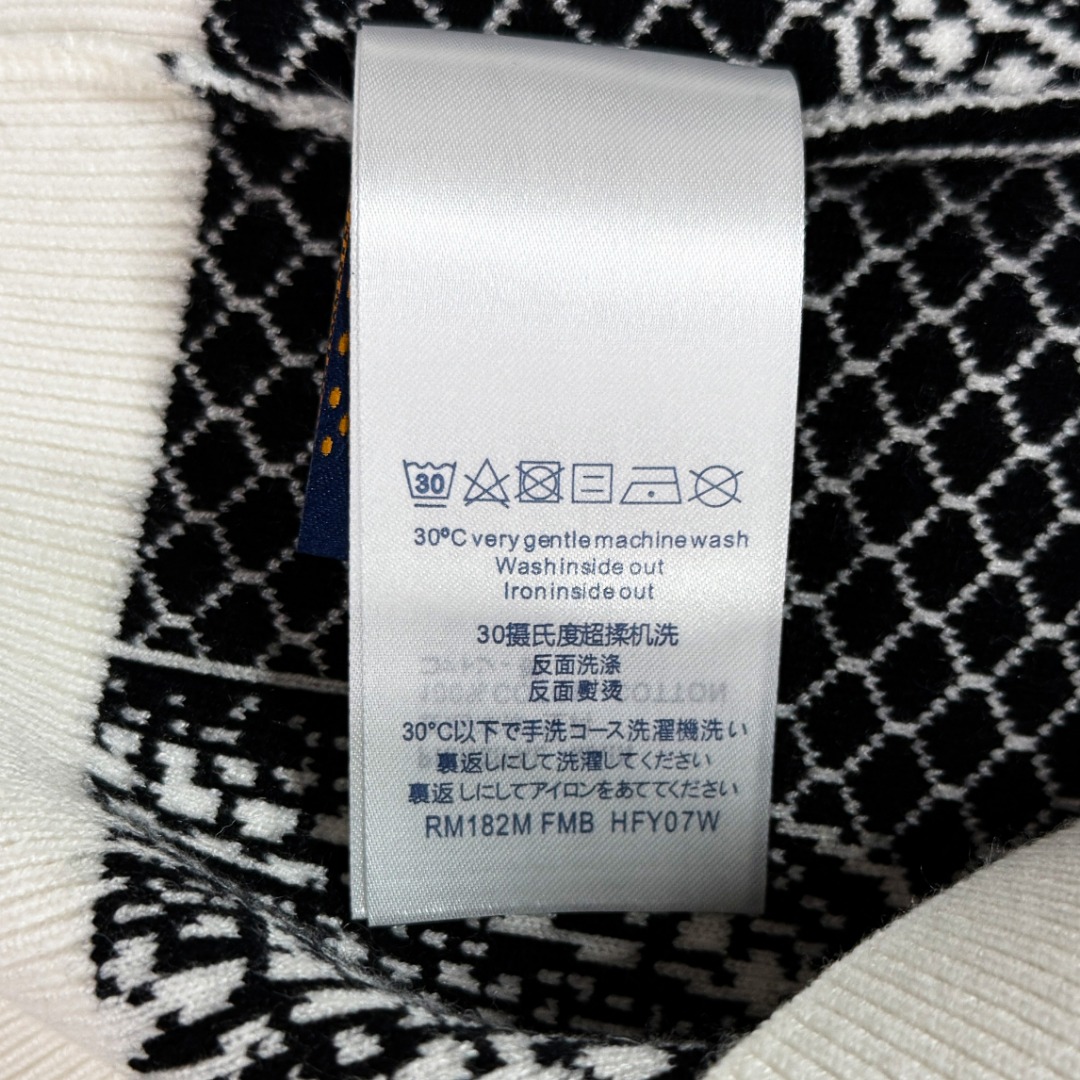 30
30°C very gentle machine wash
Wash inside out
Iron inside out
30摄氏度超揉机洗
反面洗涤
反面熨烫
30°C以下で手洗コース洗濯機洗い
裏返しにして洗濯してください
裏返しにしてアイロンをあててください
RM182M FMB HFY07W